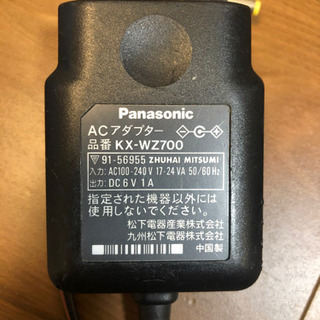 Panasonic
ACアダプター
品番 KX-WZ700
91-56955 ZHUHAI MITSUMI
入力: AC100-240V 17-24VA 50/60Hz
出力: DC6V 1A
指定された機器以外には
使用しないでください。
松下電器産業株式会社
九州松下電器株式会社
中国製